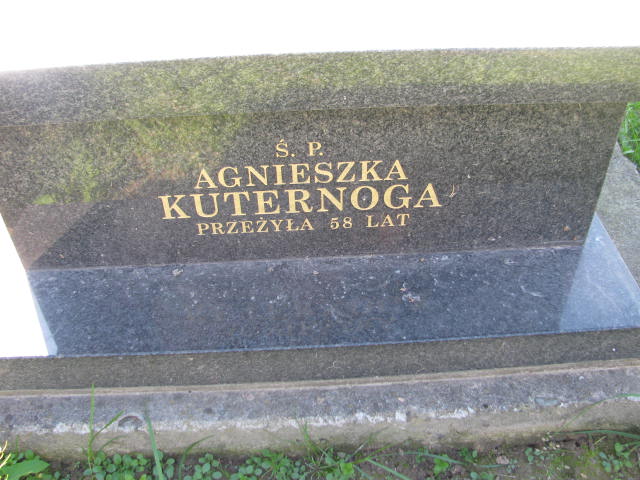 Ś. P.
AGNIESZKA
KUTERNOGA
PRZEŻYŁA 58 LAT